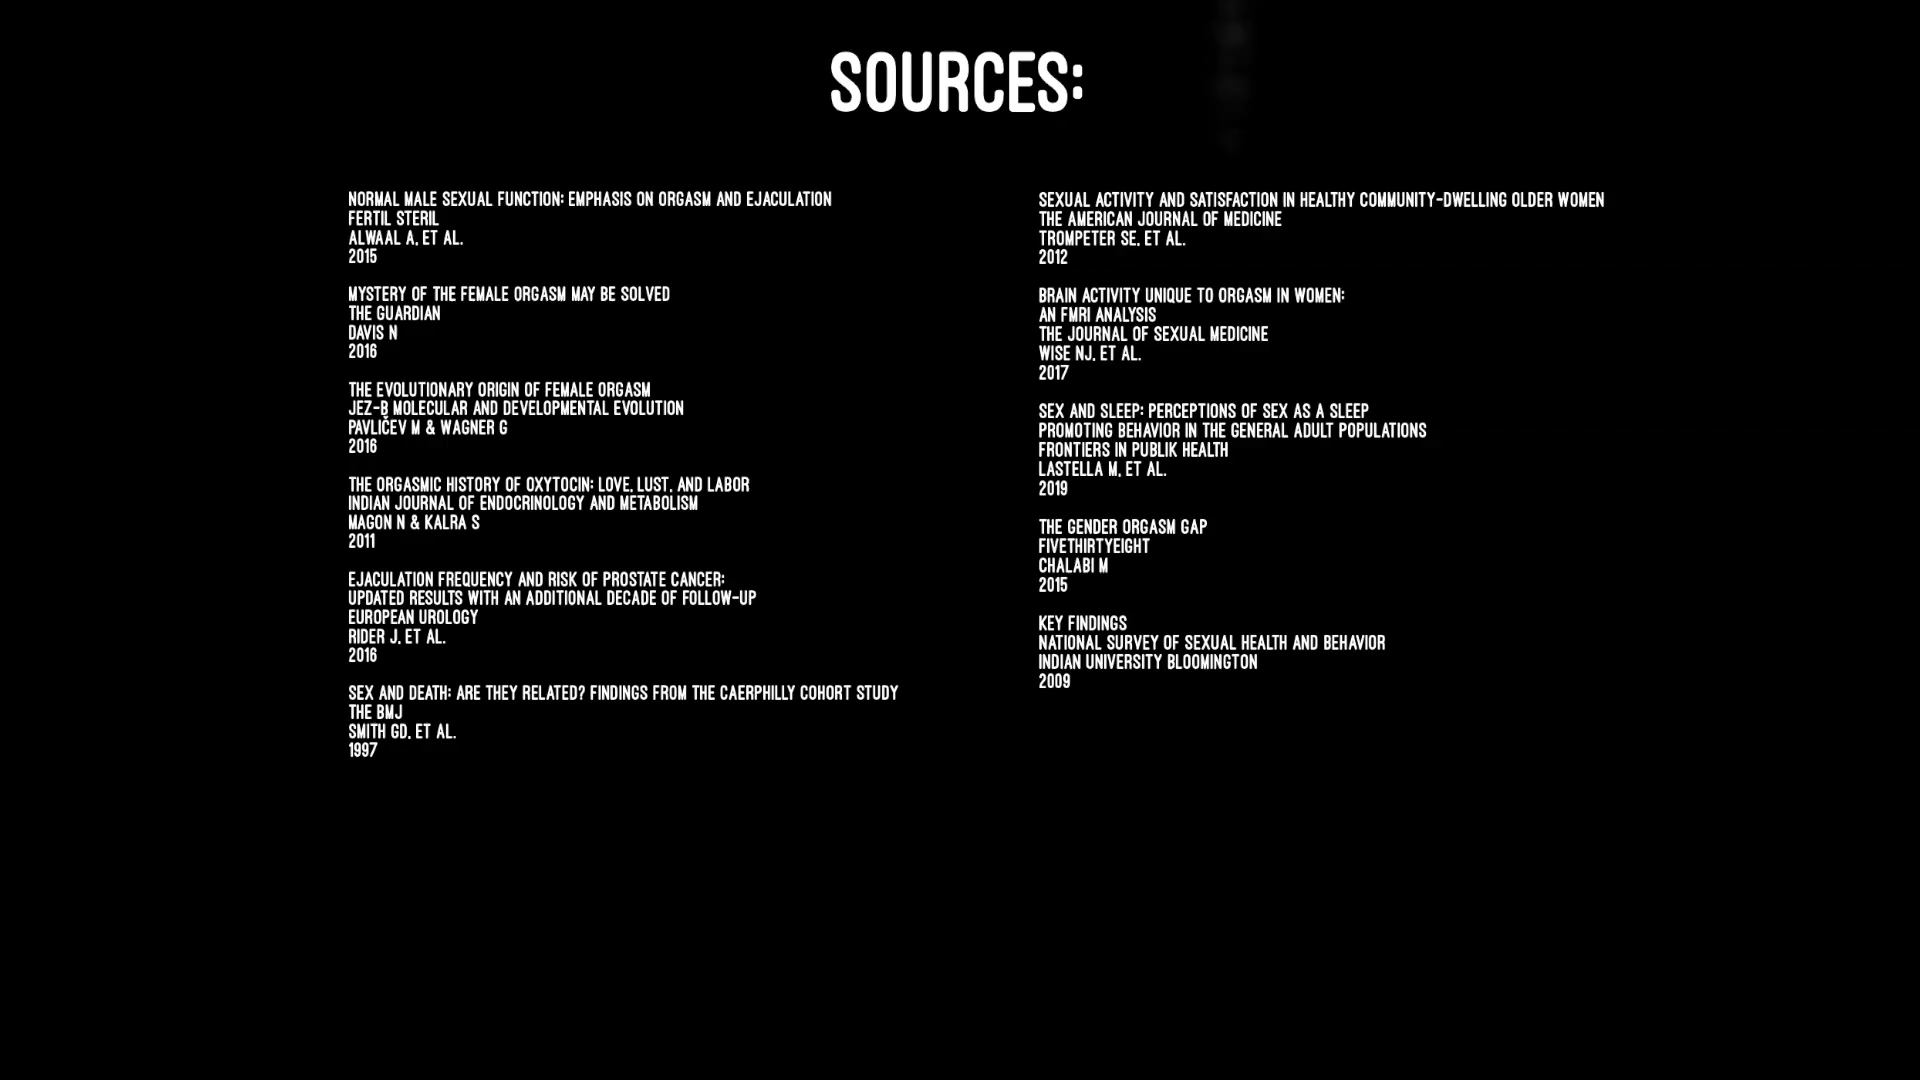 SOURCES:
NORMAL MALE SEXUAL FUNCTION: EMPHASIS ON ORGASM AND EJACULATION
FERTIL STERIL
ALWAAL A, ET AL.
2015
MYSTERY OF THE FEMALE ORGASM MAY BE SOLVED
THE GUARDIAN
DAVIS N
2016
THE EVOLUTIONARY ORIGIN OF FEMALE ORGASM
JEZ-B MOLECULAR AND DEVELOPMENTAL EVOLUTION
PAVLIČEV M & WAGNER G
2016
THE ORGASMIC HISTORY OF OXYTOCIN: LOVE, LUST, AND LABOR
INDIAN JOURNAL OF ENDOCRINOLOGY AND METABOLISM
MAGON N & KALRA S
2011
EJACULATION FREQUENCY AND RISK OF PROSTATE CANCER:
UPDATED RESULTS WITH AN ADDITIONAL DECADE OF FOLLOW-UP
EUROPEAN UROLOGY
RIDER J, ET AL.
2016
SEX AND DEATH: ARE THEY RELATED? FINDINGS FROM THE CAERPHILLY COHORT STUDY
THE BMJ
SMITH GD, ET AL.
1997
SEXUAL ACTIVITY AND SATISFACTION IN HEALTHY COMMUNITY-DWELLING OLDER WOMEN
THE AMERICAN JOURNAL OF MEDICINE
TROMPETER SE, ET AL.
2012
BRAIN ACTIVITY UNIQUE TO ORGASM IN WOMEN:
AN FMRI ANALYSIS
THE JOURNAL OF SEXUAL MEDICINE
WISE NJ, ET AL.
2017
SEX AND SLEEP: PERCEPTIONS OF SEX AS A SLEEP
PROMOTING BEHAVIOR IN THE GENERAL ADULT POPULATIONS
FRONTIERS IN PUBLIK HEALTH
LASTELLA M, ET AL.
2019
THE GENDER ORGASM GAP
FIVETHIRTYEIGHT
CHALABI M
2015
KEY FINDINGS
NATIONAL SURVEY OF SEXUAL HEALTH AND BEHAVIOR
INDIAN UNIVERSITY BLOOMINGTON
2009